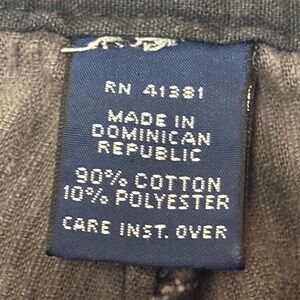 RN 41381
MADE IN
DOMINICAN
REPUBLIC
90% COTTON
10% POLYESTER
CARE INST. OVER